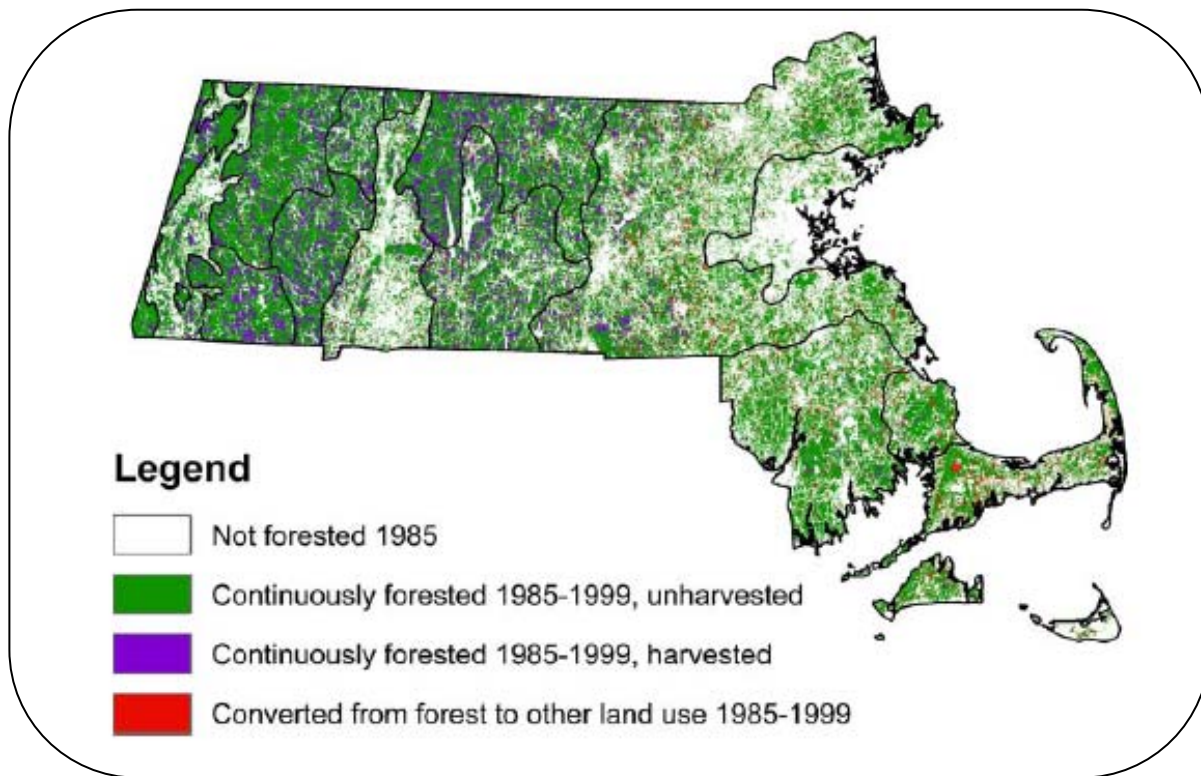 Legend
Not forested 1985
Continuously forested 1985-1999, unharvested
Continuously forested 1985-1999, harvested
Converted from forest to other land use 1985-1999